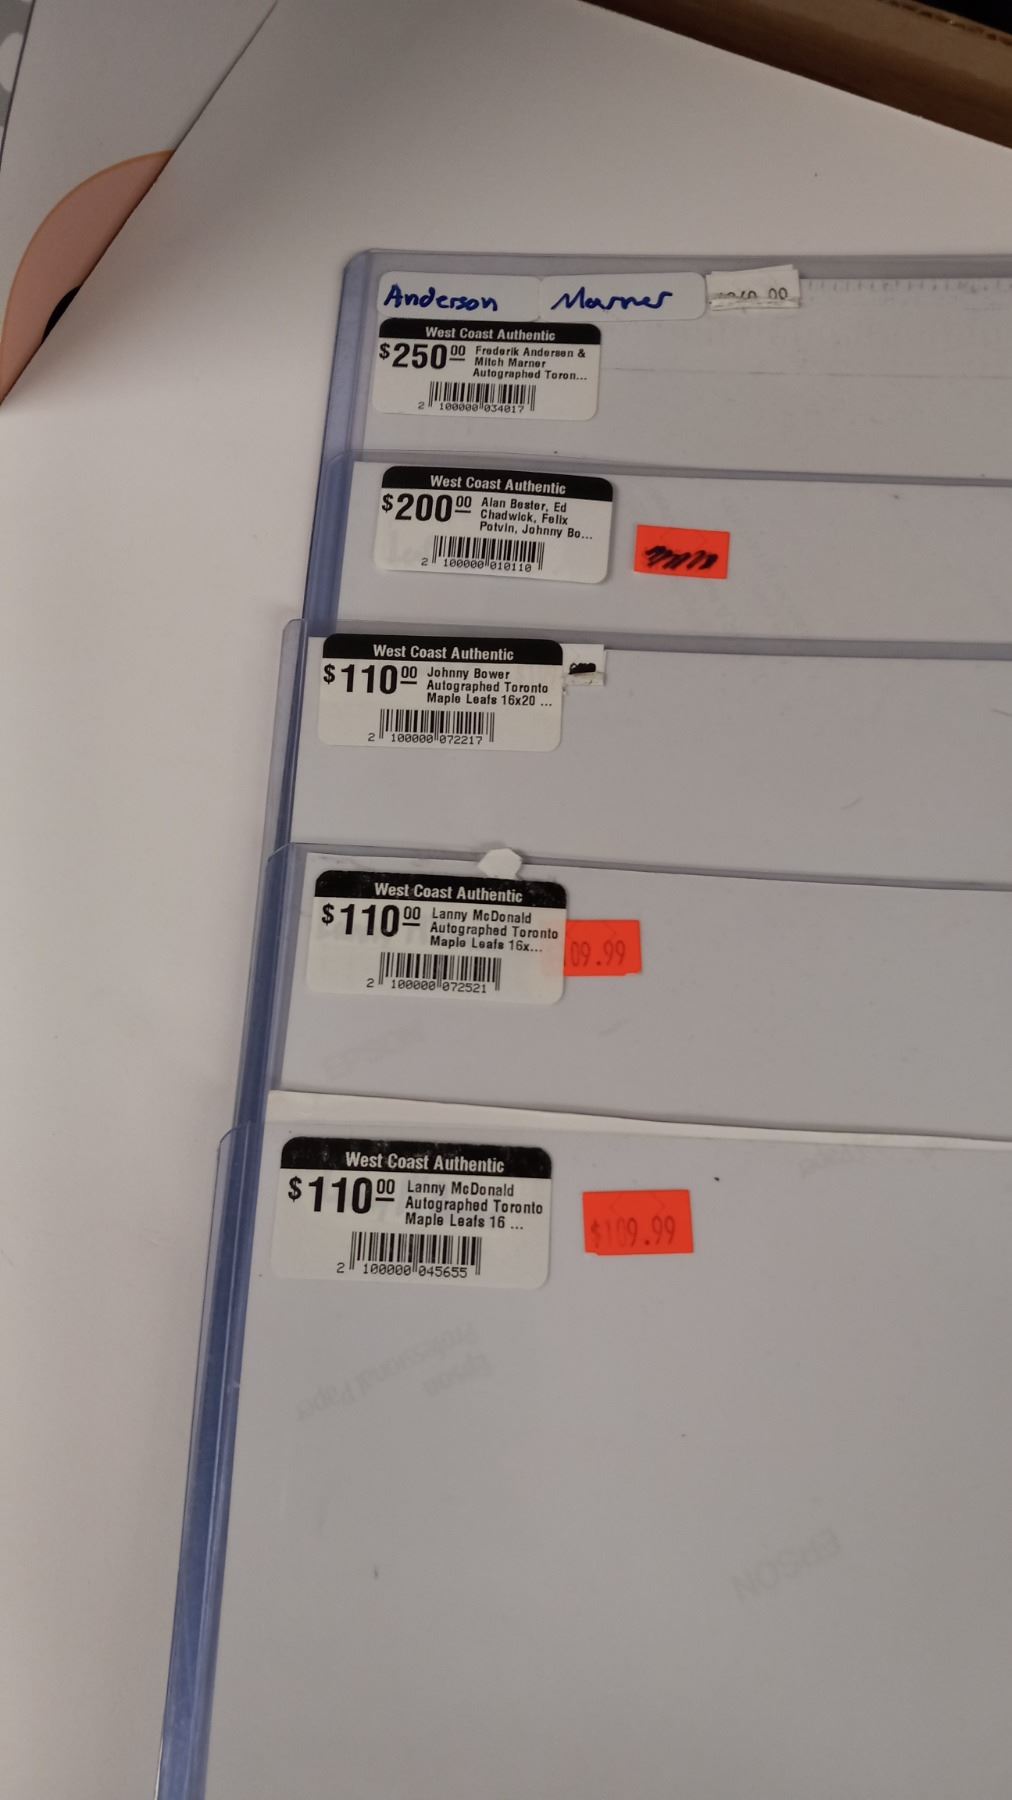 Anderson Marner
West Coast Authentic
$250 00 Frederik Andersen &
Mitch Marner
Autographed Toron...
2 100000 034017
West Coast Authentic
$200 00 Alan Bester, Ed
Chadwick, Felix
Potvin, Johnny Bo...
2 100000 010110
West Coast Authentic
$110 00 Johnny Bower
Autographed Toronto
Maple Leafs 16x20 ...
2 100000 072217
West Coast Authentic
$110 00 Lanny McDonald
Autographed Toronto
Maple Leafs 16x...
09.99
2 100000 072521
West Coast Authentic
$110 00 Lanny McDonald
Autographed Toronto
Maple Leafs 16 ...
$109.99
2 100000 045655
Epson
Professional Paper
EPSON